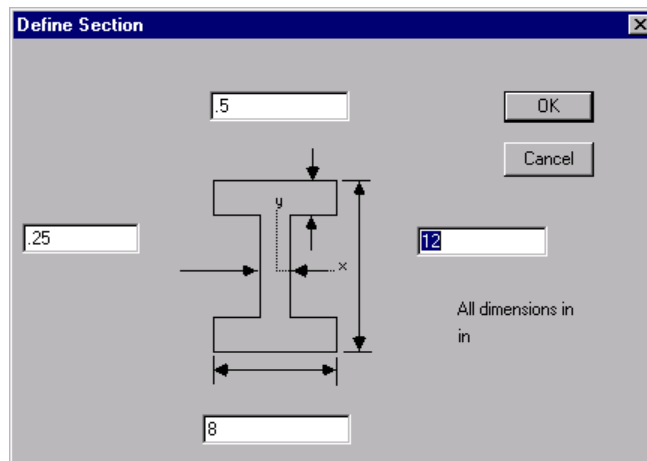 Define Section
.5
OK
Cancel
y
.25
12
x
All dimensions in
in
8